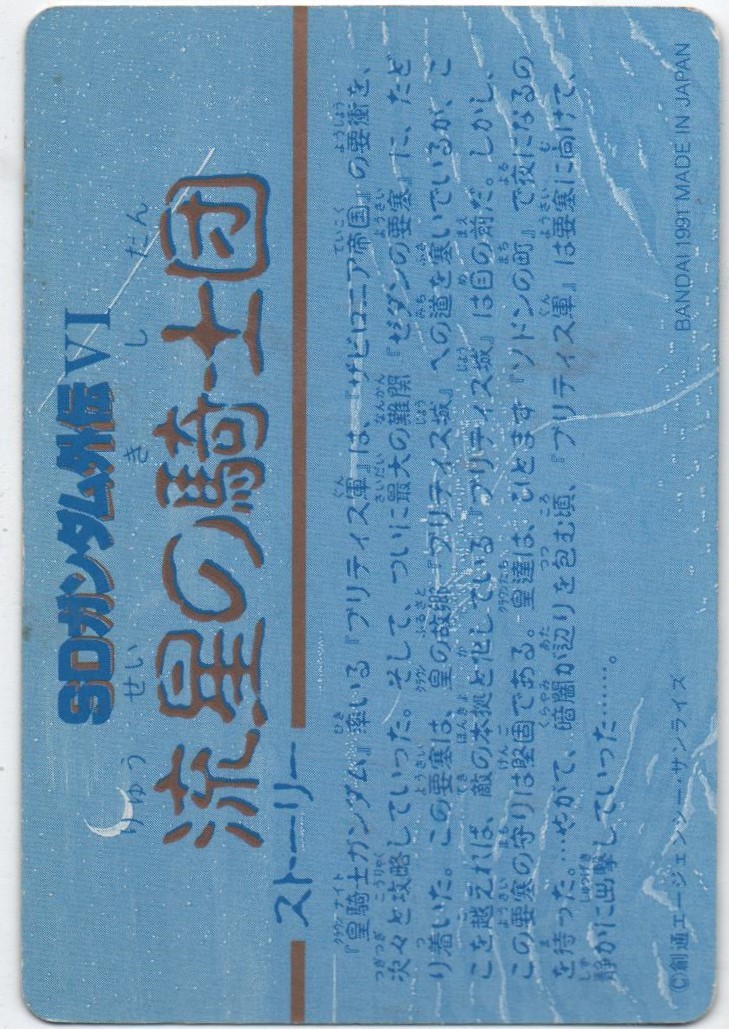 SDガンダム外伝VI
りゅう せい き し だん
流星の騎士団
ストーリー
『皇騎士ガンダム』率いる『ブリティス軍』は、『ザビロニア帝国』の要衝を、
次々と攻略していった。そして、ついに最大の難関『ゼダンの要塞』に、たど
り着いた。この要塞は、皇の故郷『ブリティス城』への道を塞いでいるが、こ
こを越えれば、敵の本拠と化している『ブリティス城』は目の前だ。しかし、
この要塞の守りは堅固である。皇達は、ひとまず『ソドンの町』で夜になるの
を待った。…やがて、暗闇が辺りを包む頃、『ブリティス軍』は要塞に向けて、
静かに出撃していった……。
©創通エージェンシー・サンライズ
BANDAI 1991 MADE IN JAPAN